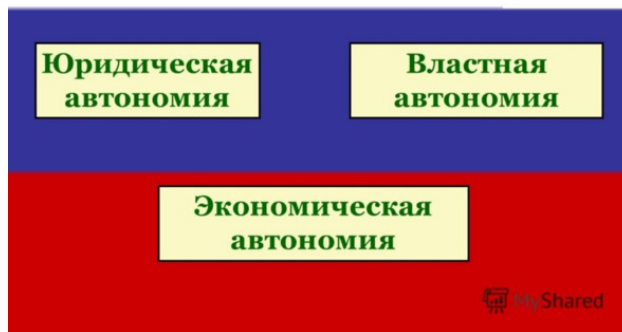 Юридическая
автономия
Властная
автономия
Экономическая
автономия
MyShared